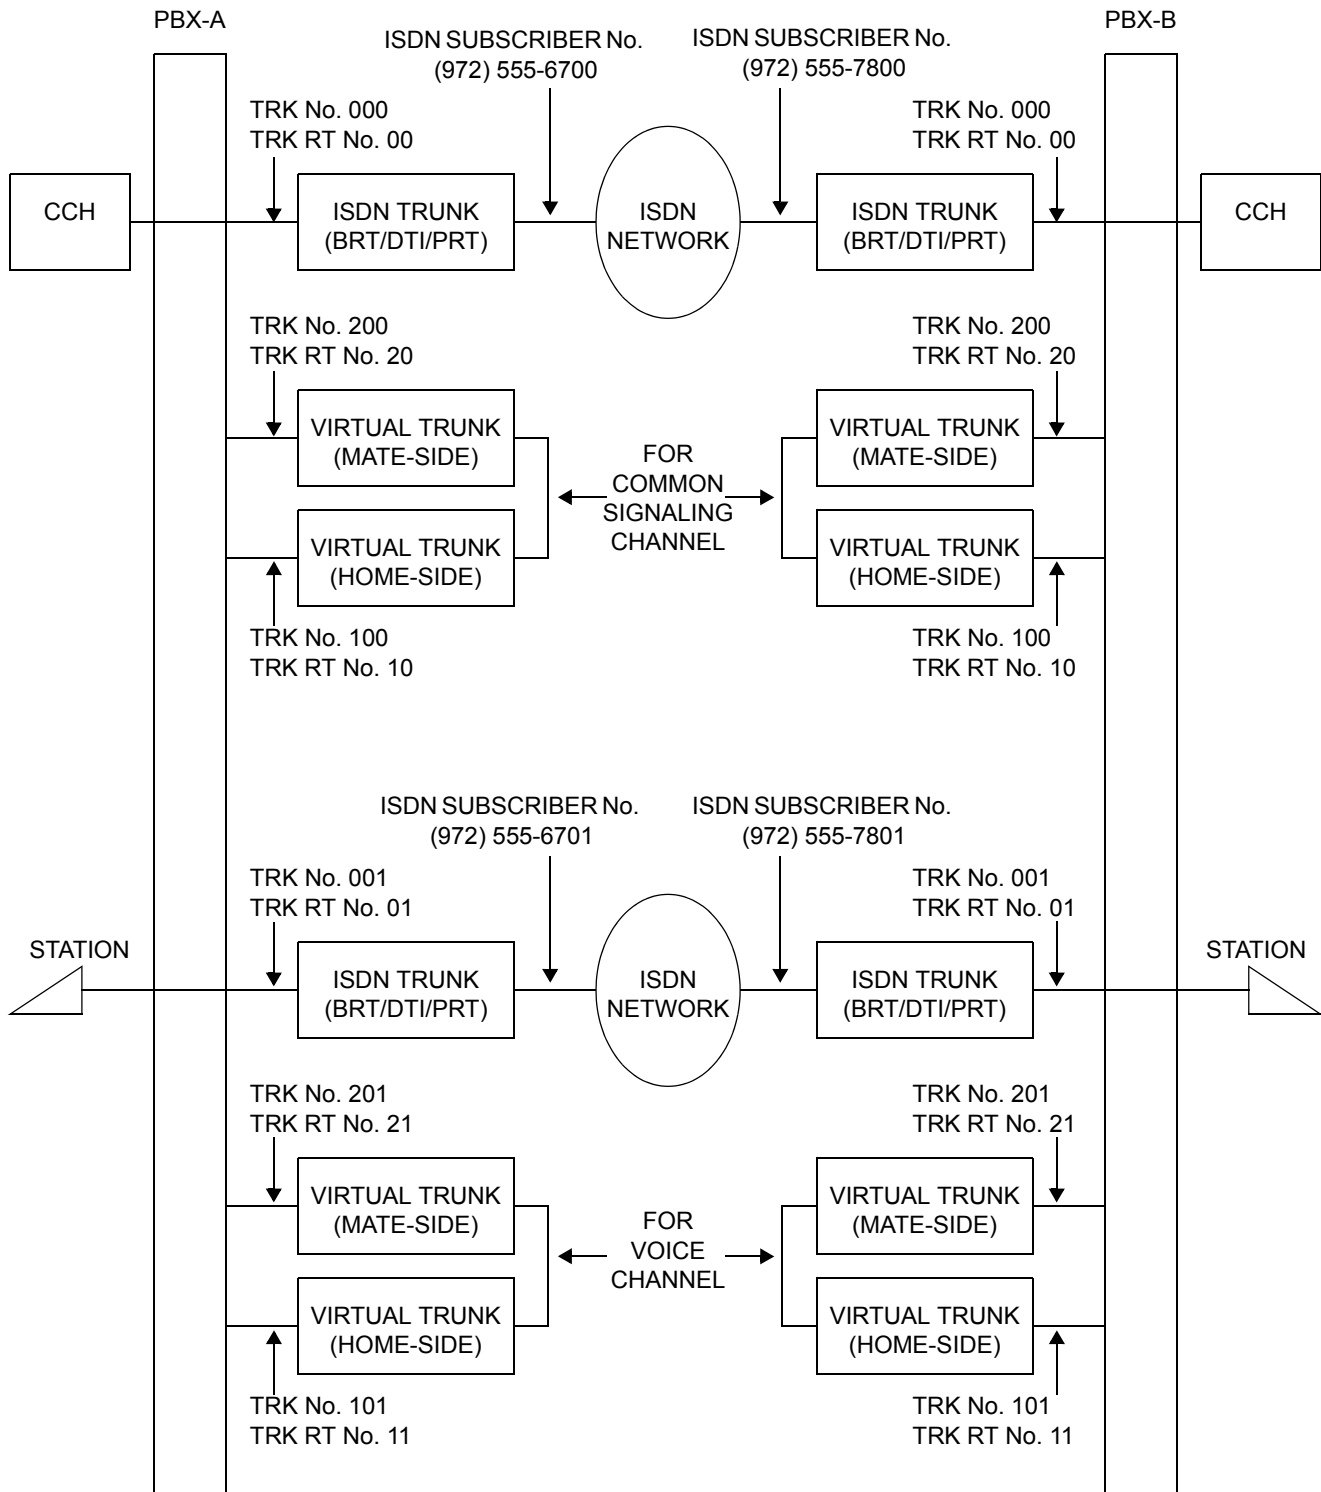 PBX-A
PBX-B
ISDN SUBSCRIBER No.
(972) 555-6700
ISDN SUBSCRIBER No.
(972) 555-7800
TRK No. 000
TRK RT No. 00
TRK No. 000
TRK RT No. 00
CCH
ISDN TRUNK
(BRT/DTI/PRT)
ISDN
NETWORK
ISDN TRUNK
(BRT/DTI/PRT)
CCH
TRK No. 200
TRK RT No. 20
TRK No. 200
TRK RT No. 20
VIRTUAL TRUNK
(MATE-SIDE)
VIRTUAL TRUNK
(MATE-SIDE)
FOR
COMMON
SIGNALING
CHANNEL
VIRTUAL TRUNK
(HOME-SIDE)
VIRTUAL TRUNK
(HOME-SIDE)
TRK No. 100
TRK RT No. 10
TRK No. 100
TRK RT No. 10
ISDN SUBSCRIBER No.
(972) 555-6701
ISDN SUBSCRIBER No.
(972) 555-7801
TRK No. 001
TRK RT No. 01
TRK No. 001
TRK RT No. 01
STATION
ISDN TRUNK
(BRT/DTI/PRT)
ISDN
NETWORK
ISDN TRUNK
(BRT/DTI/PRT)
STATION
TRK No. 201
TRK RT No. 21
TRK No. 201
TRK RT No. 21
VIRTUAL TRUNK
(MATE-SIDE)
VIRTUAL TRUNK
(MATE-SIDE)
FOR
VOICE
CHANNEL
VIRTUAL TRUNK
(HOME-SIDE)
VIRTUAL TRUNK
(HOME-SIDE)
TRK No. 101
TRK RT No. 11
TRK No. 101
TRK RT No. 11